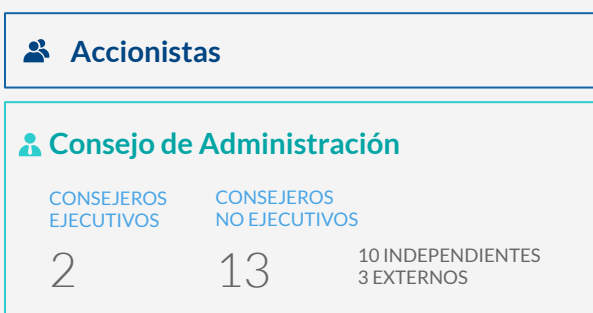 Accionistas
Consejo de Administración
CONSEJEROS
EJECUTIVOS
2
CONSEJEROS
NO EJECUTIVOS
13
10 INDEPENDIENTES
3 EXTERNOS